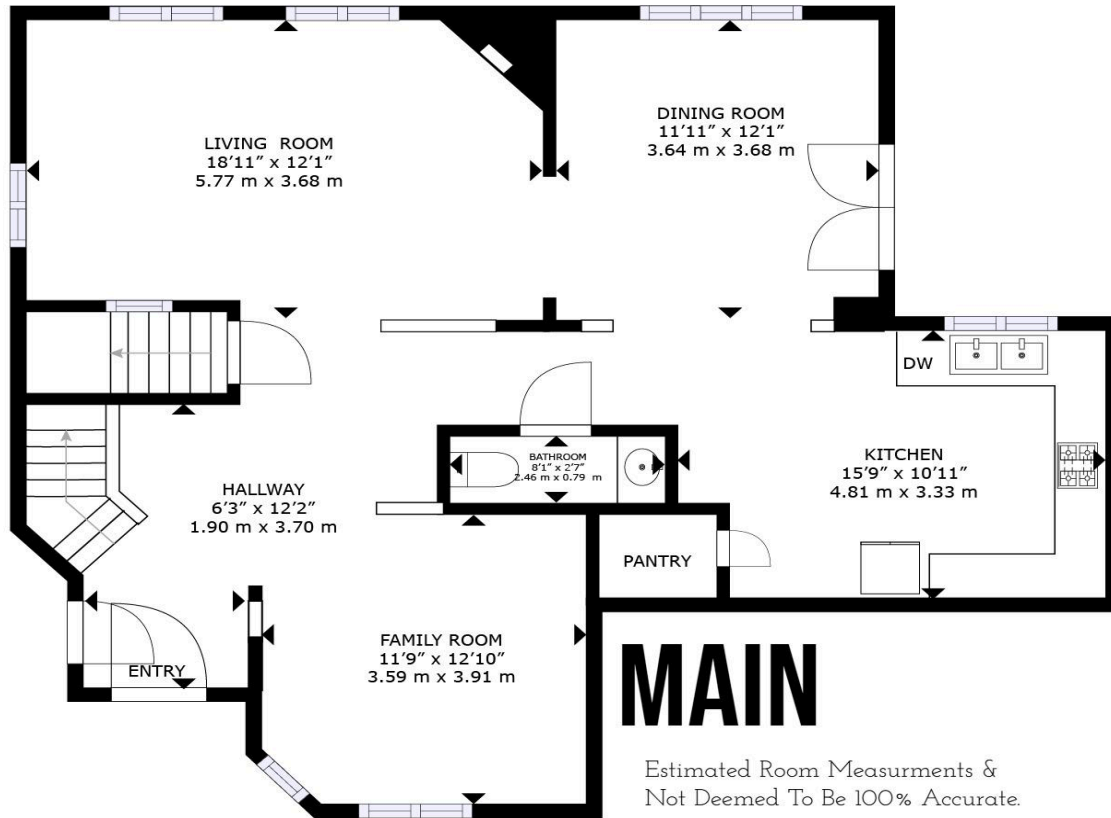 LIVING ROOM
18'11" x 12'1"
5.77 m x 3.68 m
DINING ROOM
11'11" x 12'1"
3.64 m x 3.68 m
DW
KITCHEN
15'9" x 10'11"
4.81 m x 3.33 m
BATHROOM
8'1" x 2'7"
2.46 m x 0.79 m
HALLWAY
6'3" x 12'2"
1.90 m x 3.70 m
PANTRY
FAMILY ROOM
11'9" x 12'10"
3.59 m x 3.91 m
ENTRY
MAIN
Estimated Room Measurments &
Not Deemed To Be 100% Accurate.